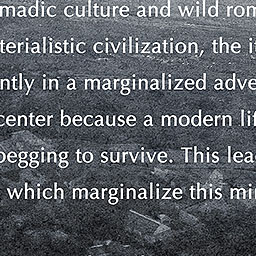 madic culture and wild rom
terialistic civilization, the i
ntly in a marginalized adve
center because a modern lif
begging to survive. This lea
which marginalize this mi